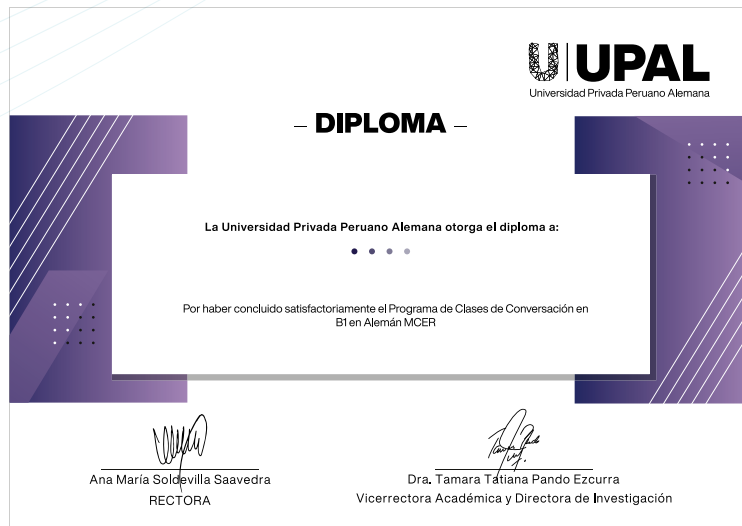 UPAL
Universidad Privada Peruano Alemana
– DIPLOMA –
La Universidad Privada Peruano Alemana otorga el diploma a:
Por haber concluido satisfactoriamente el Programa de Clases de Conversación en
B1 en Alemán MCER
Ana María Soldevilla Saavedra
RECTORA
Dra. Tamara Tatiana Pando Ezcurra
Vicerrectora Académica y Directora de Investigación